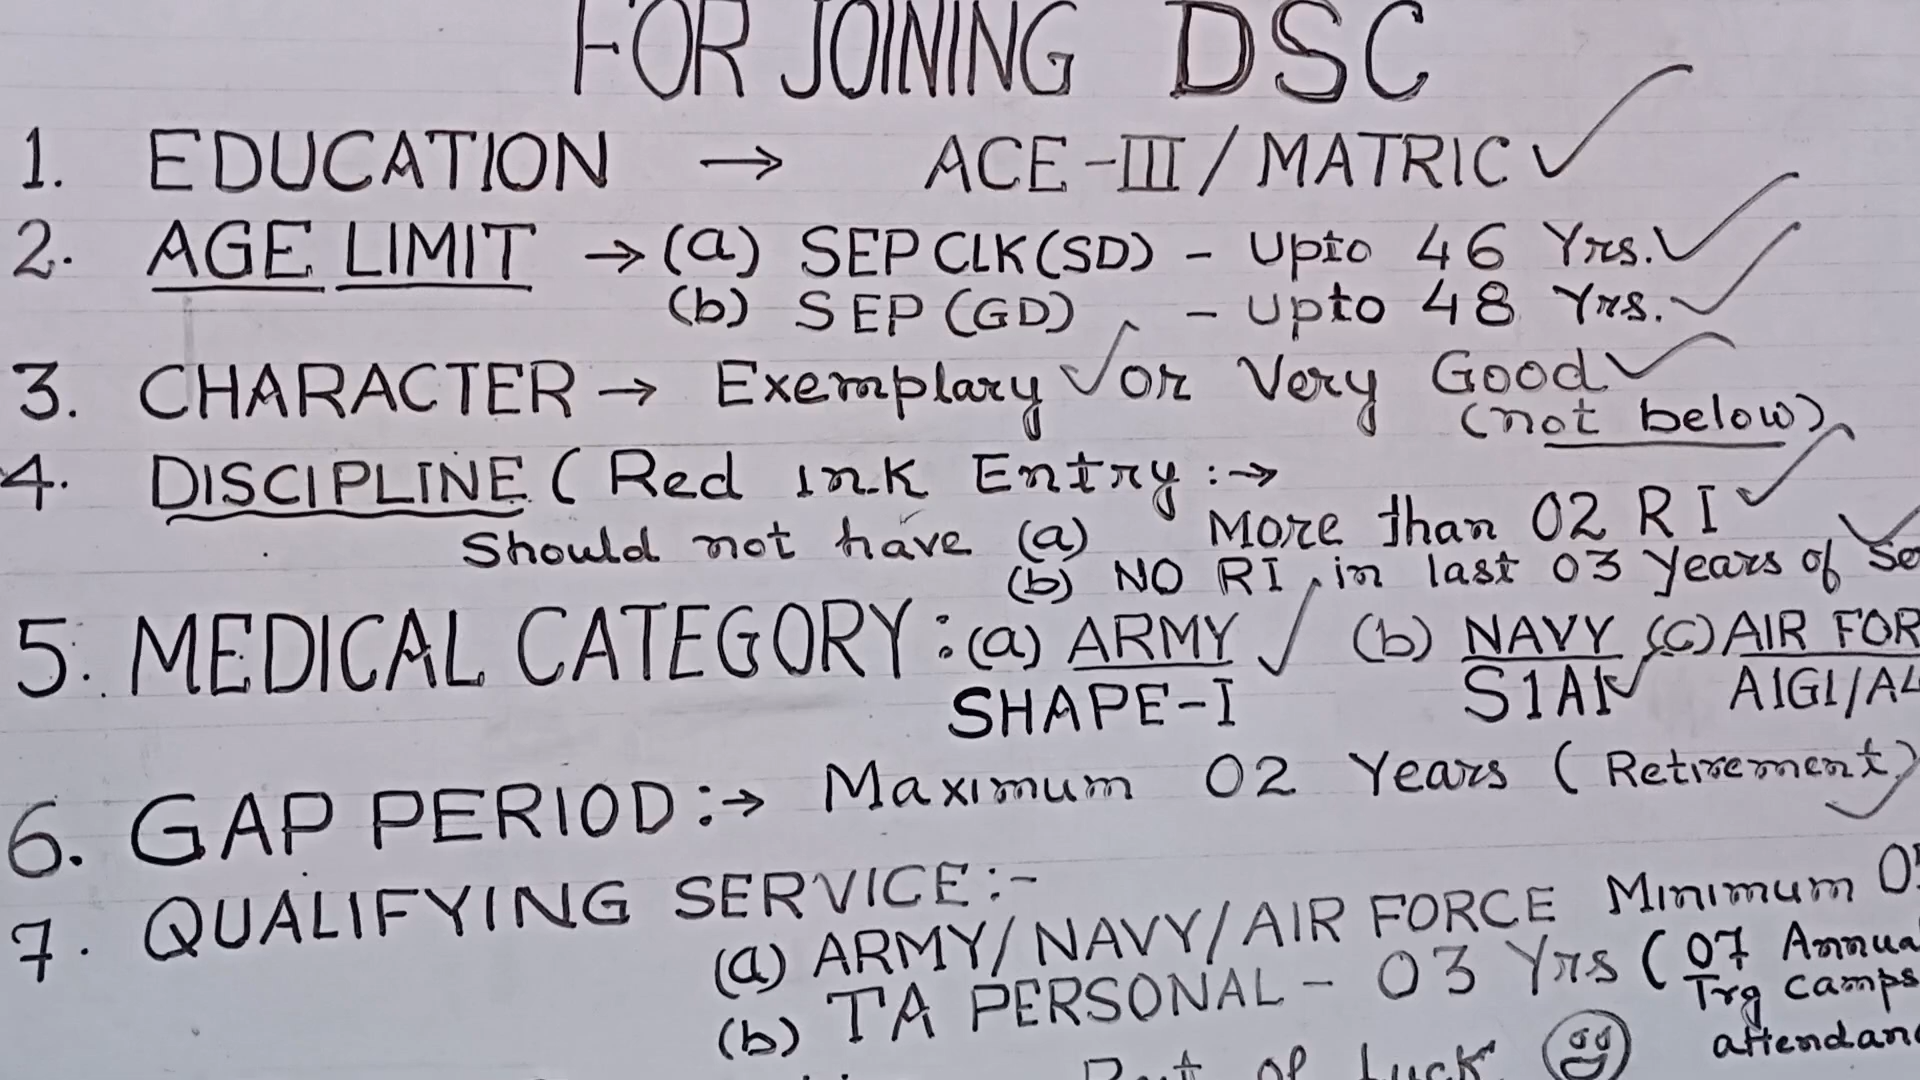 FOR JOINING DSC
1. EDUCATION → ACE-III / MATRIC ✓
2. AGE LIMIT → (a) SEP CLK (SD) - Upto 46 Yrs. ✓
(b) SEP (GD) - Upto 48 Yrs. ✓
3. CHARACTER → Exemplary ✓ or Very Good ✓
(not below)
4. DISCIPLINE ( Red ink Entry :→
Should not have (a) More than 02 RI ✓
(b) NO RI in last 03 years of
5. MEDICAL CATEGORY : (a) ARMY ✓ (b) NAVY (c) AIR FOR
SHAPE-I S1A1 ✓ A1G1/A4
6. GAP PERIOD :→ Maximum 02 Years ( Retirement )
7. QUALIFYING SERVICE :-
(a) ARMY/NAVY/AIR FORCE Minimum
(b) TA PERSONAL - 03 Yrs ( 07 Annua
Trg camps
attendan
of Luck